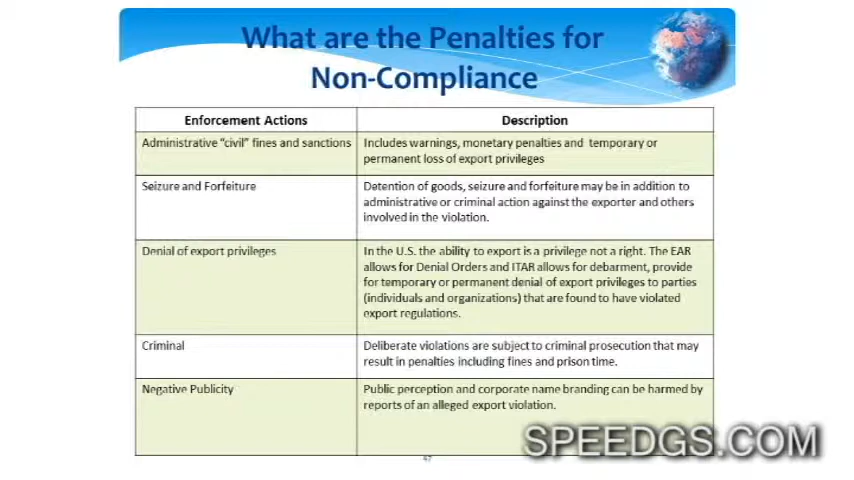 What are the Penalties for
Non-Compliance
Enforcement Actions
Description
Administrative "civil" fines and sanctions
Includes warnings, monetary penalties and temporary or
permanent loss of export privileges
Seizure and Forfeiture
Detention of goods, seizure and forfeiture may be in addition to
administrative or criminal action against the exporter and others
involved in the violation.
Denial of export privileges
In the U.S. the ability to export is a privilege not a right. The EAR
allows for Denial Orders and ITAR allows for debarment, provide
for temporary or permanent denial of export privileges to parties
(individuals and organizations) that are found to have violated
export regulations.
Criminal
Deliberate violations are subject to criminal prosecution that may
result in penalties including fines and prison time.
Negative Publicity
Public perception and corporate name branding can be harmed by
reports of an alleged export violation.
47
SPEEDGS.COM